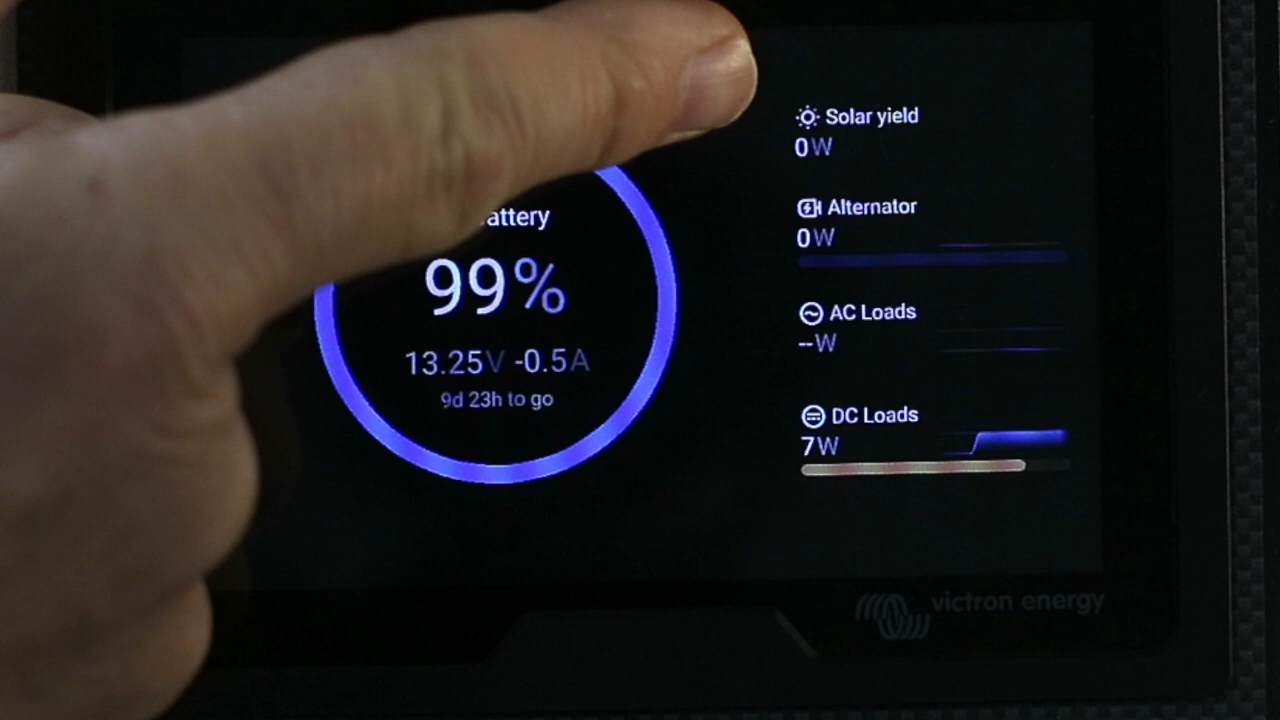 attery
99%
13.25V -0.5A
9d 23h to go
Solar yield
0W
Alternator
0W
AC Loads
--W
DC Loads
7W
victron energy